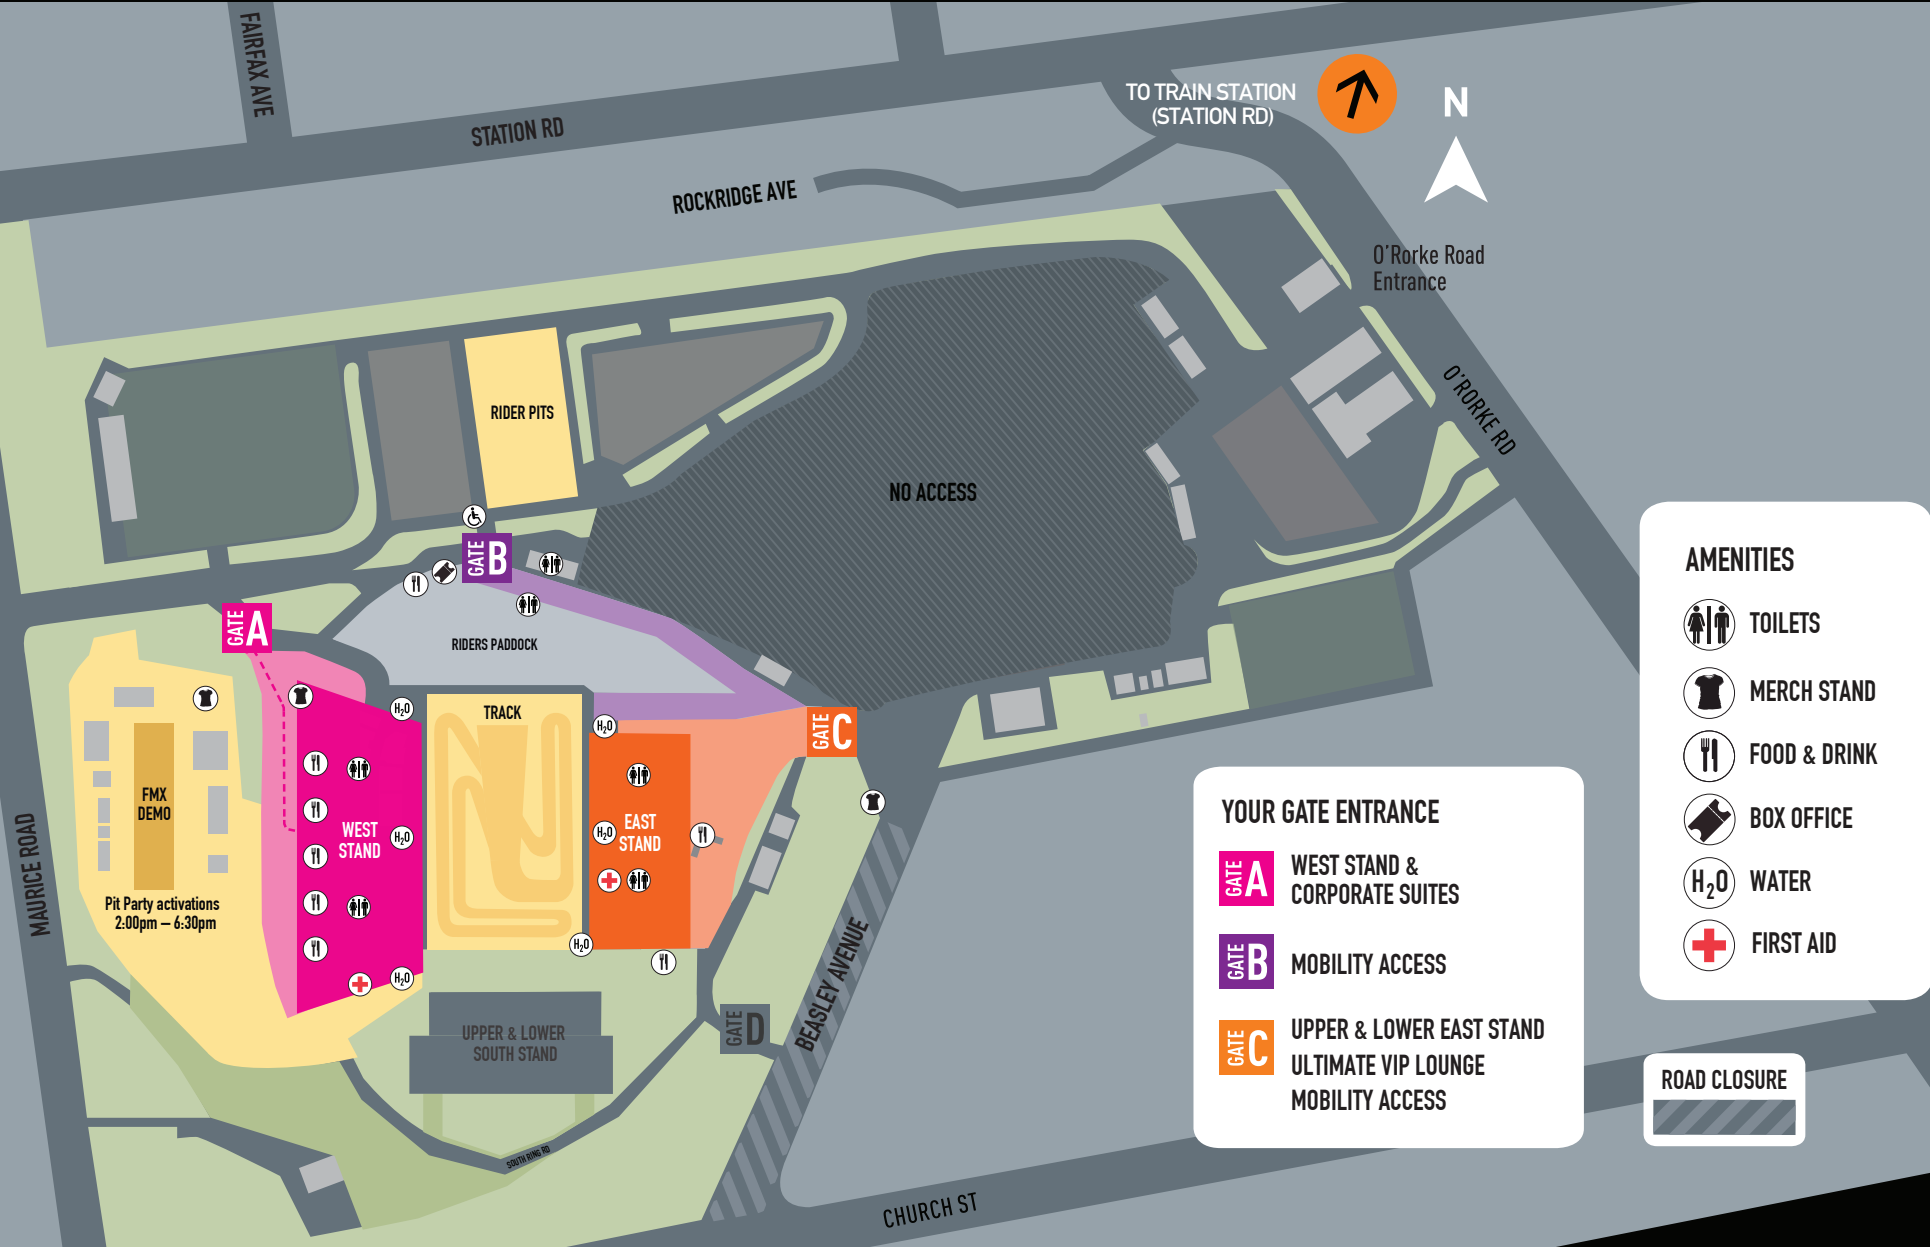 FAIRFAX AVE
STATION RD
TO TRAIN STATION
(STATION RD)
N
ROCKRIDGE AVE
O'Rorke Road
Entrance
O'RORKE RD
RIDER PITS
NO ACCESS
GATE B
GATE A
RIDERS PADDOCK
TRACK
GATE C
H2O
H2O
FMX
DEMO
WEST
STAND
EAST
STAND
H2O
H2O
MAURICE ROAD
Pit Party activations
2:00pm – 6:30pm
H2O
H2O
BEASLEY AVENUE
UPPER & LOWER
SOUTH STAND
GATE D
SOUTH RING RD
CHURCH ST
AMENITIES
TOILETS
MERCH STAND
FOOD & DRINK
BOX OFFICE
H2O WATER
FIRST AID
YOUR GATE ENTRANCE
GATE A WEST STAND &
CORPORATE SUITES
GATE B MOBILITY ACCESS
GATE C UPPER & LOWER EAST STAND
ULTIMATE VIP LOUNGE
MOBILITY ACCESS
ROAD CLOSURE